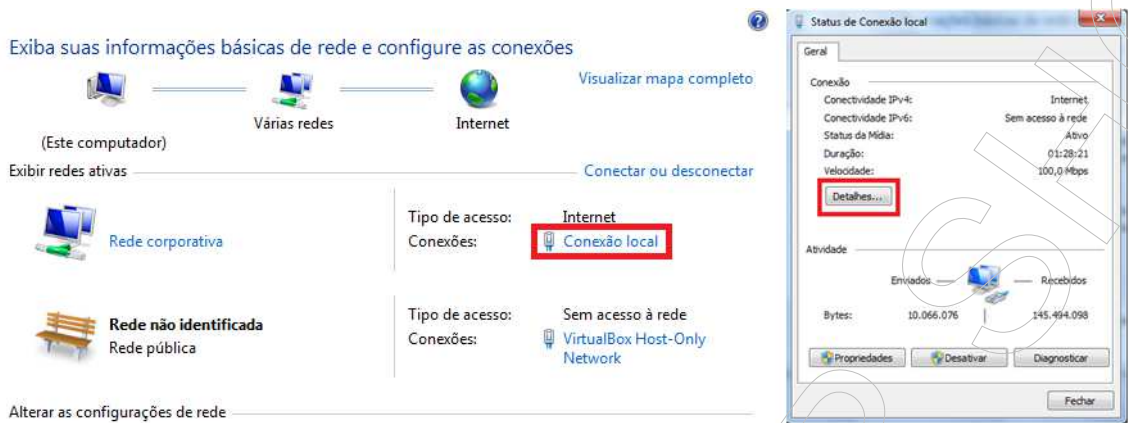 Exiba suas informações básicas de rede e configure as conexões
Visualizar mapa completo
(Este computador)
Várias redes
Internet
Exibir redes ativas
Conectar ou desconectar
Rede corporativa
Tipo de acesso: Internet
Conexões: Conexão local
Rede não identificada
Rede pública
Tipo de acesso: Sem acesso à rede
Conexões: VirtualBox Host-Only
Network
Alterar as configurações de rede
Status de Conexão local
Geral
Conexão
Conectividade IPv4: Internet
Conectividade IPv6: Sem acesso à rede
Status da Mídia: Ativo
Duração: 01:28:21
Velocidade: 100,0 Mbps
Detalhes...
Atividade
Enviados Recebidos
Bytes: 10.066.076 145.494.098
Propriedades Desativar Diagnosticar
Fechar